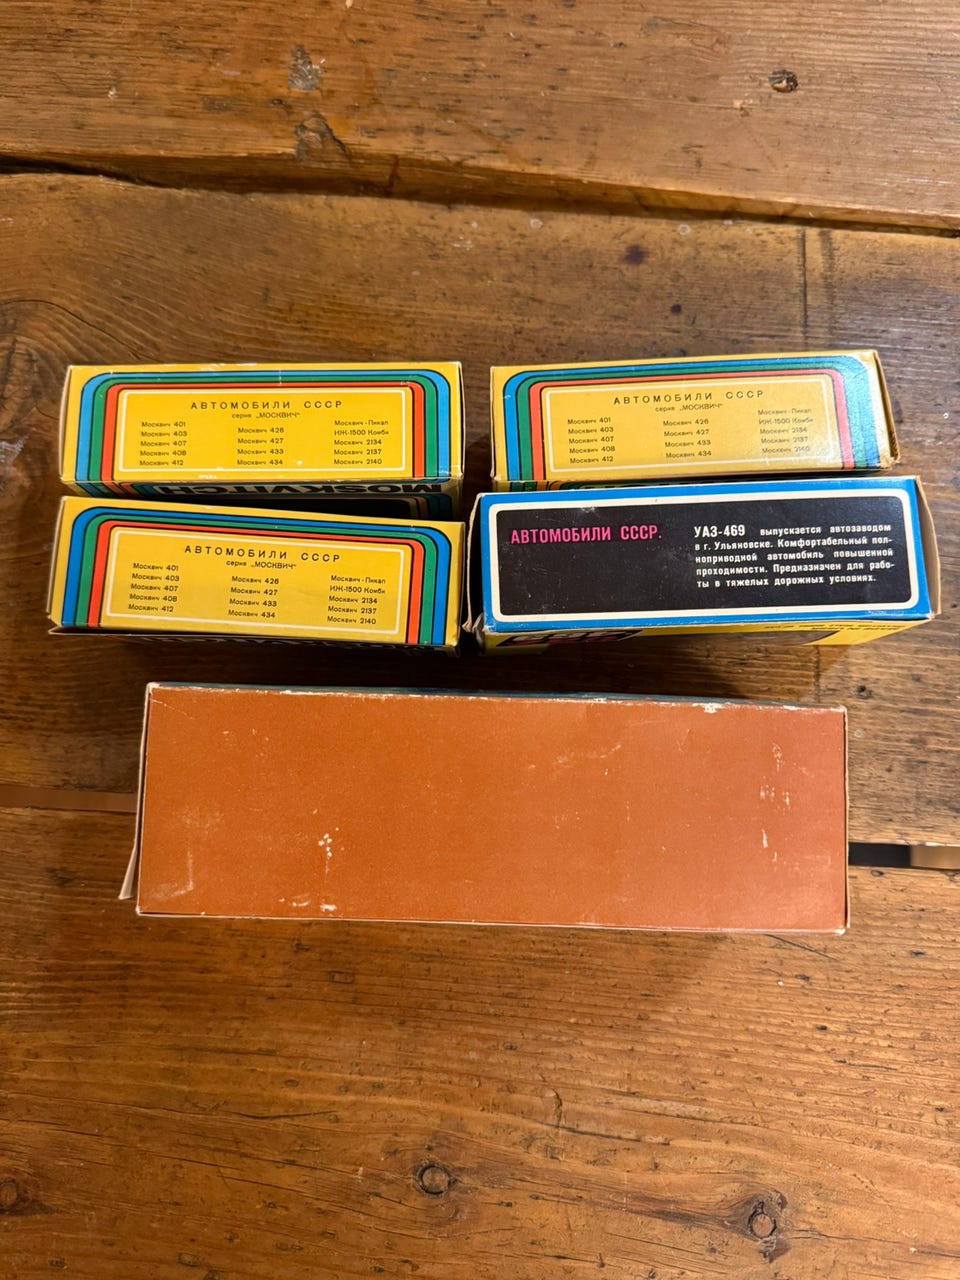 АВТОМОБИЛИ СССР
серия „МОСКВИЧ“
Москвич 401
Москвич 403
Москвич 407
Москвич 408
Москвич 412
Москвич 426
Москвич 427
Москвич 433
Москвич 434
Москвич-Пикап
ИЖ-1500 Комби
Москвич 2134
Москвич 2137
Москвич 2140
MOSKVITCH
АВТОМОБИЛИ СССР
серия „МОСКВИЧ“
Москвич 401
Москвич 403
Москвич 407
Москвич 408
Москвич 412
Москвич 426
Москвич 427
Москвич 433
Москвич 434
Москвич-Пикап
ИЖ-1500 Комби
Москвич 2134
Москвич 2137
Москвич 2140
АВТОМОБИЛИ СССР
серия „МОСКВИЧ“
Москвич 401
Москвич 403
Москвич 407
Москвич 408
Москвич 412
Москвич 426
Москвич 427
Москвич 433
Москвич 434
Москвич-Пикап
ИЖ-1500 Комби
Москвич 2134
Москвич 2137
Москвич 2140
АВТОМОБИЛИ СССР.
УАЗ-469 выпускается автозаводом
в г. Ульяновске. Комфортабельный пол-
ноприводной автомобиль повышенной
проходимости. Предназначен для рабо-
ты в тяжелых дорожных условиях.